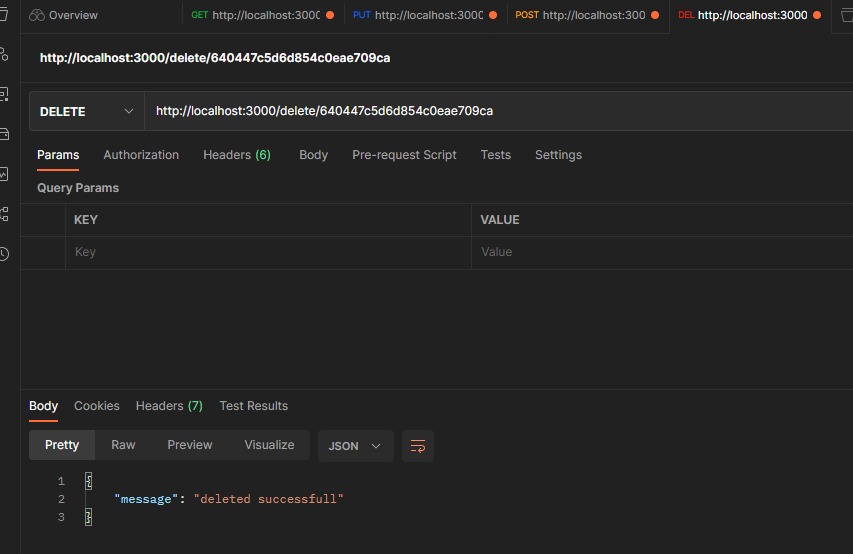 Overview GET http://localhost:3000 PUT http://localhost:3000 POST http://localhost:300 DEL http://localhost:3000
http://localhost:3000/delete/640447c5d6d854c0eae709ca
DELETE http://localhost:3000/delete/640447c5d6d854c0eae709ca
Params Authorization Headers (6) Body Pre-request Script Tests Settings
Query Params
KEY VALUE
Key Value
Body Cookies Headers (7) Test Results
Pretty Raw Preview Visualize JSON
1 {
2 "message": "deleted successfull"
3 }